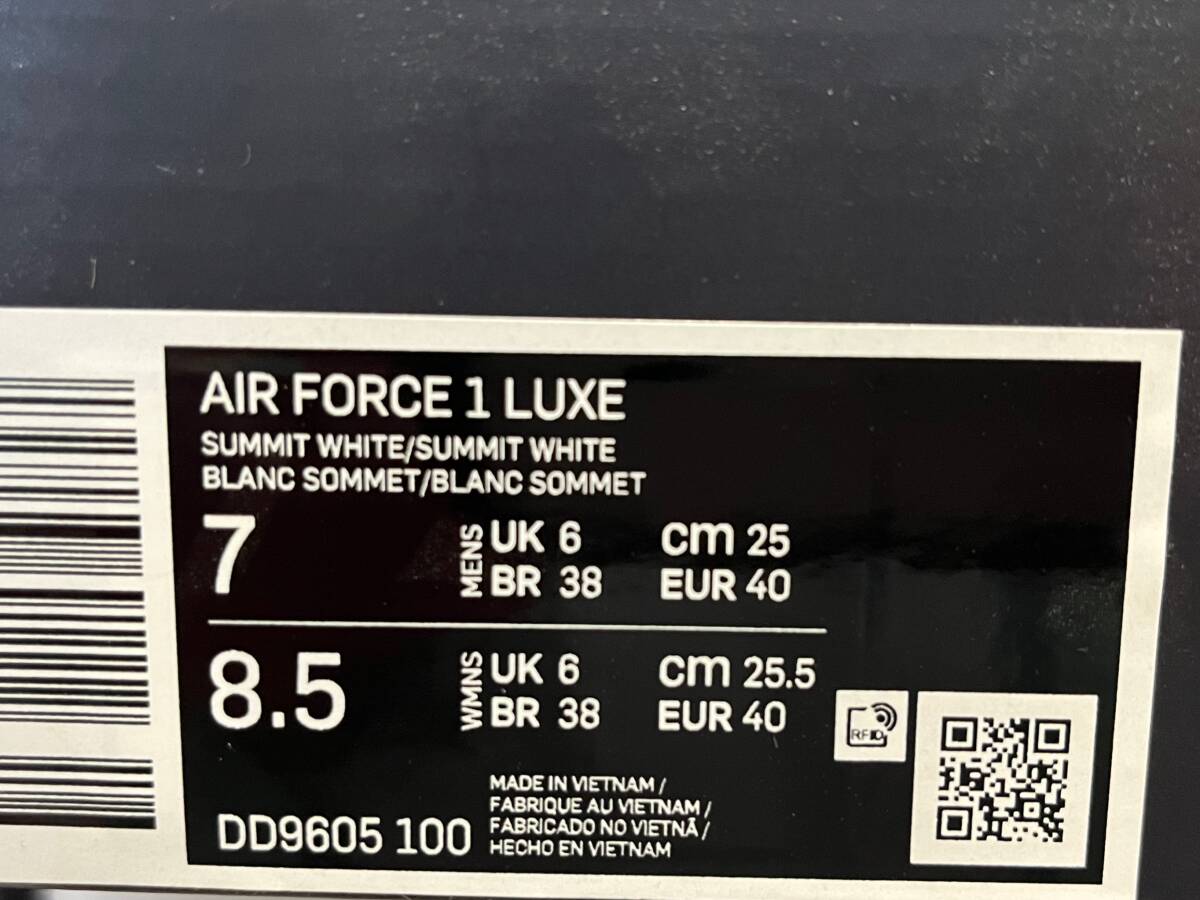 AIR FORCE 1 LUXE
SUMMIT WHITE/SUMMIT WHITE
BLANC SOMMET/BLANC SOMMET
7 MENS UK 6 cm 25
BR 38 EUR 40
8.5 WMNS UK 6 cm 25.5
BR 38 EUR 40
RFID
DD9605 100
MADE IN VIETNAM /
FABRIQUE AU VIETNAM /
FABRICADO NO VIETNÃ /
HECHO EN VIETNAM